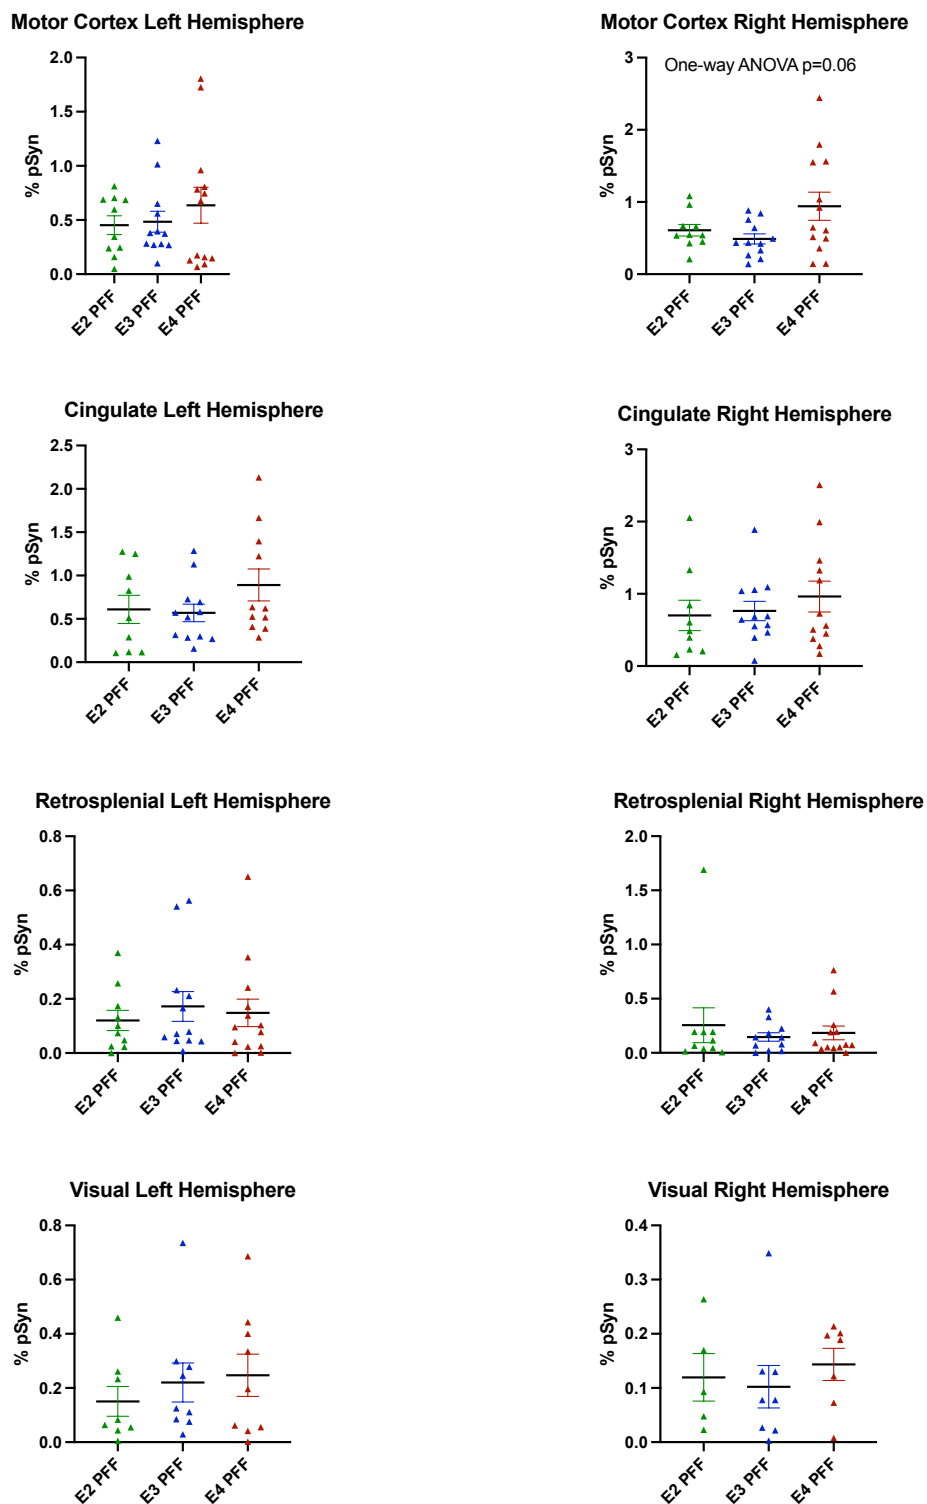 Motor Cortex Left Hemisphere
% pSyn
2.0
1.5
1.0
0.5
0.0
E2 PFF
E3 PFF
E4 PFF
Motor Cortex Right Hemisphere
One-way ANOVA p=0.06
% pSyn
3
2
1
0
E2 PFF
E3 PFF
E4 PFF
Cingulate Left Hemisphere
% pSyn
2.5
2.0
1.5
1.0
0.5
0.0
E2 PFF
E3 PFF
E4 PFF
Cingulate Right Hemisphere
% pSyn
3
2
1
0
E2 PFF
E3 PFF
E4 PFF
Retrosplenial Left Hemisphere
% pSyn
0.8
0.6
0.4
0.2
0.0
E2 PFF
E3 PFF
E4 PFF
Retrosplenial Right Hemisphere
% pSyn
2.0
1.5
1.0
0.5
0.0
E2 PFF
E3 PFF
E4 PFF
Visual Left Hemisphere
% pSyn
0.8
0.6
0.4
0.2
0.0
E2 PFF
E3 PFF
E4 PFF
Visual Right Hemisphere
% pSyn
0.4
0.3
0.2
0.1
0.0
E2 PFF
E3 PFF
E4 PFF